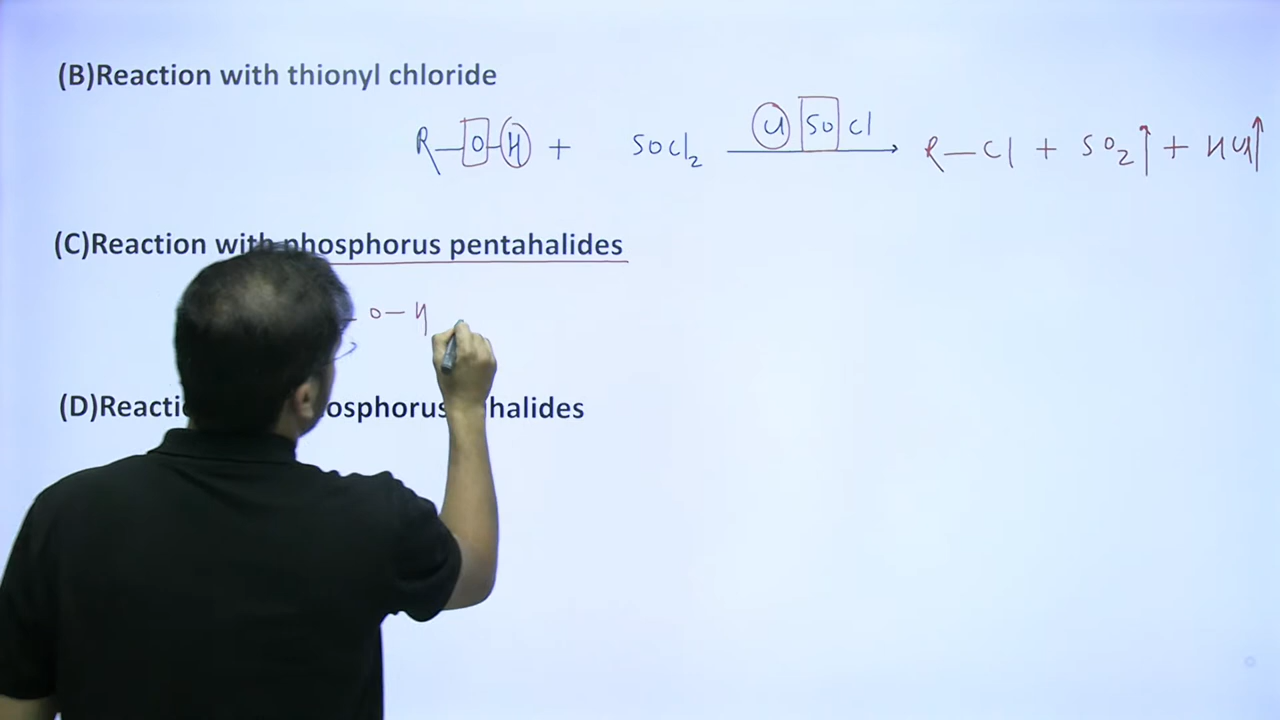 (B)Reaction with thionyl chloride
Cl SO Cl
R—O—H + SOCl₂ → R—Cl + SO₂↑ + HCl↑
(C)Reaction with phosphorus pentahalides
O—H
(D)Reacti osphorus halides